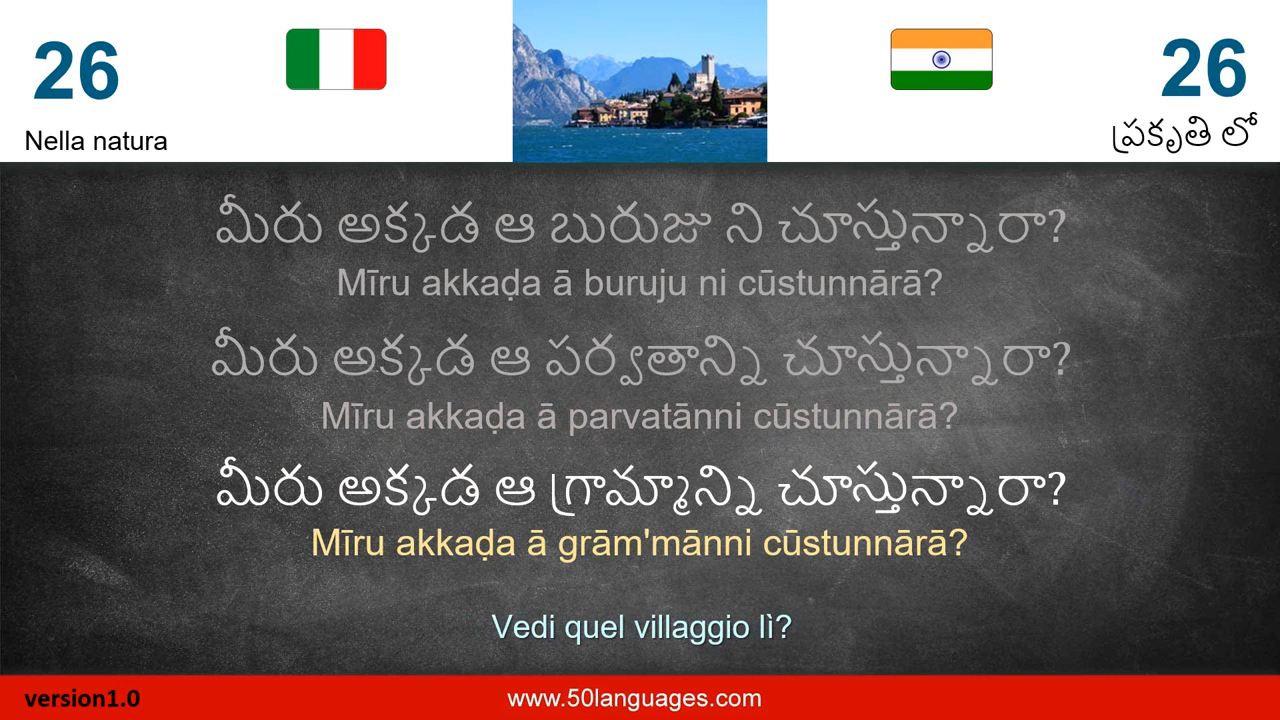 26
26
Nella natura
ప్రకృతి లో
మీరు అక్కడ ఆ బురుజు ని చూస్తున్నారా?
Mīru akkaḍa ā buruju ni cūstunnārā?
మీరు అక్కడ ఆ పర్వతాన్ని చూస్తున్నారా?
Mīru akkaḍa ā parvatānni cūstunnārā?
మీరు అక్కడ ఆ గ్రామ్మాన్ని చూస్తున్నారా?
Mīru akkaḍa ā grām'mānni cūstunnārā?
Vedi quel villaggio lì?
version1.0
www.50languages.com